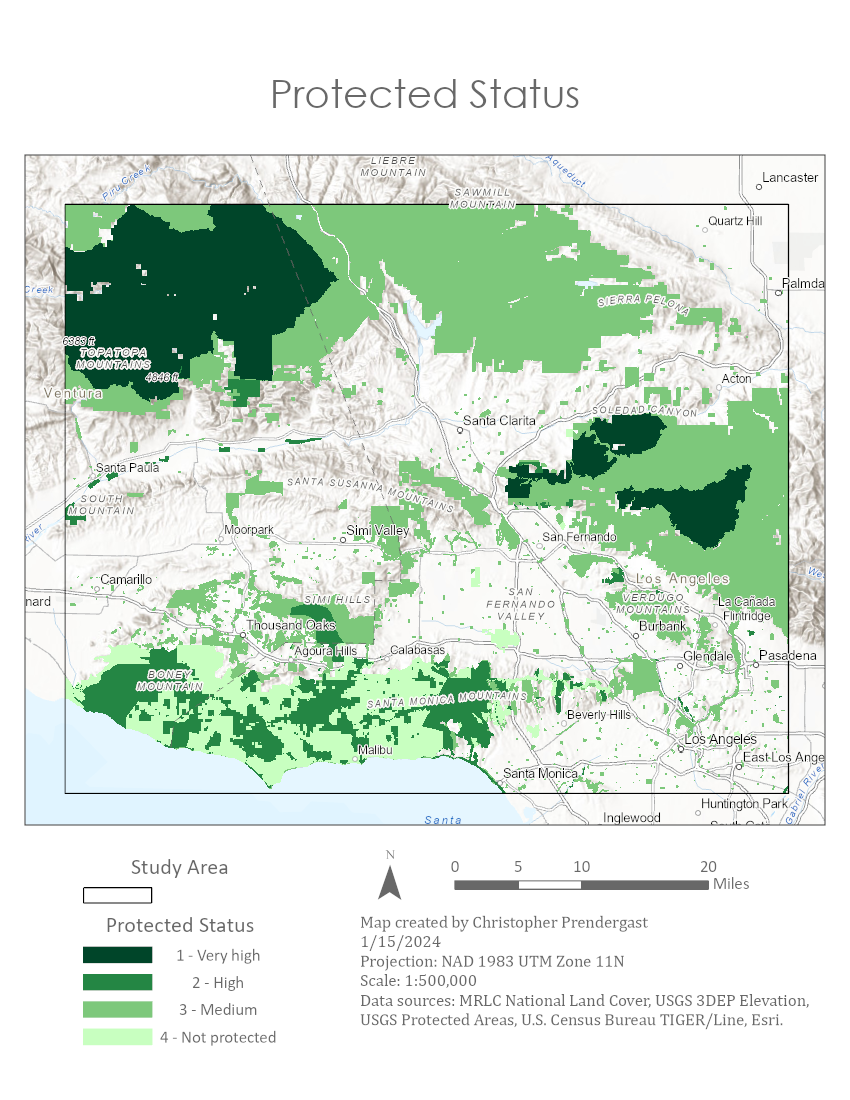 Protected Status
LIEBRE
MOUNTAIN
Piru Creek
Aqueduct
Lancaster
SAWMILL
MOUNTAIN
Quartz Hill
Creek
Palmda
SIERRA PELONA
6383 ft
TOPATOPA
MOUNTAINS
4846 ft
Acton
Ventura
SOLEDAD CANYON
Santa Clarita
Santa Paula
SANTA SUSANNA MOUNTAINS
SOUTH
MOUNTAIN
River
Moorpark
Simi Valley
San Fernando
We
Camarillo
Los Angeles
SAN
FERNANDO
VALLEY
VERDUGO
MOUNTAINS
La Cañada
Flintridge
nard
SIMI HILLS
Thousand Oaks
Burbank
Agoura Hills
Calabasas
Glendale
Pasadena
BONEY
MOUNTAIN
SANTA MONICA MOUNTAINS
Beverly Hills
Malibu
Los Angeles
East Los Ange
Santa Monica
Gabriel River
Huntington Park
Santa
Inglewood
South Gat
Study Area
N
0 5 10 20
Miles
Protected Status
1 - Very high
2 - High
3 - Medium
4 - Not protected
Map created by Christopher Prendergast
1/15/2024
Projection: NAD 1983 UTM Zone 11N
Scale: 1:500,000
Data sources: MRLC National Land Cover, USGS 3DEP Elevation,
USGS Protected Areas, U.S. Census Bureau TIGER/Line, Esri.